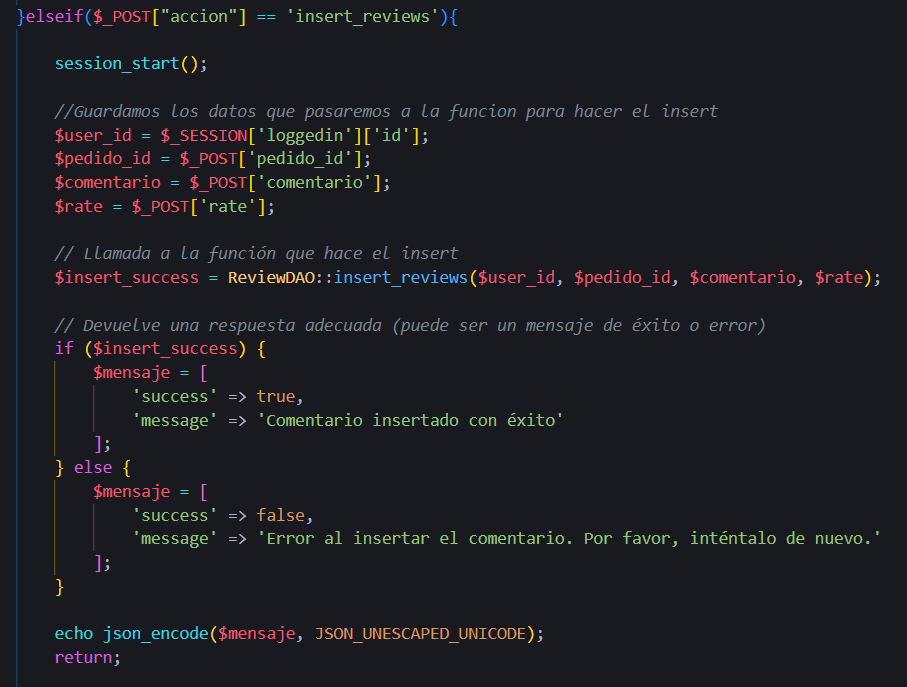 }elseif($_POST["accion"] == 'insert_reviews'){
session_start();
//Guardamos los datos que pasaremos a la funcion para hacer el insert
$user_id = $_SESSION['loggedin']['id'];
$pedido_id = $_POST['pedido_id'];
$comentario = $_POST['comentario'];
$rate = $_POST['rate'];
// Llamada a la función que hace el insert
$insert_success = ReviewDAO::insert_reviews($user_id, $pedido_id, $comentario, $rate);
// Devuelve una respuesta adecuada (puede ser un mensaje de éxito o error)
if ($insert_success) {
$mensaje = [
'success' => true,
'message' => 'Comentario insertado con éxito'
];
} else {
$mensaje = [
'success' => false,
'message' => 'Error al insertar el comentario. Por favor, inténtalo de nuevo.'
];
}
echo json_encode($mensaje, JSON_UNESCAPED_UNICODE);
return;